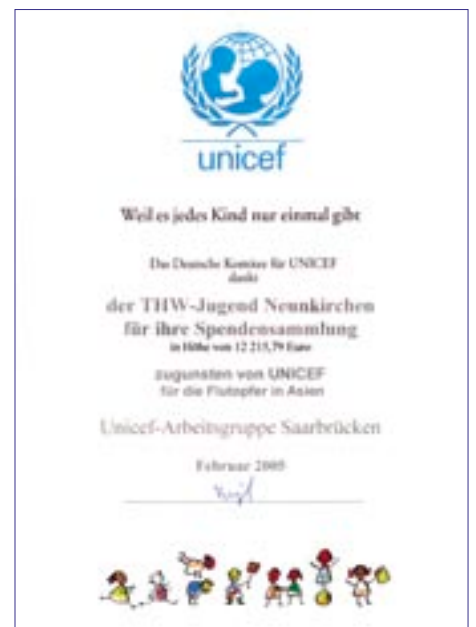 unicef
Weil es jedes Kind nur einmal gibt
Das Deutsche Komitee für UNICEF
dankt
der THW-Jugend Neunkirchen
für ihre Spendensammlung
in Höhe von 12 215,79 Euro
zugunsten von UNICEF
für die Flutopfer in Asien
Unicef-Arbeitsgruppe Saarbrücken
Februar 2005